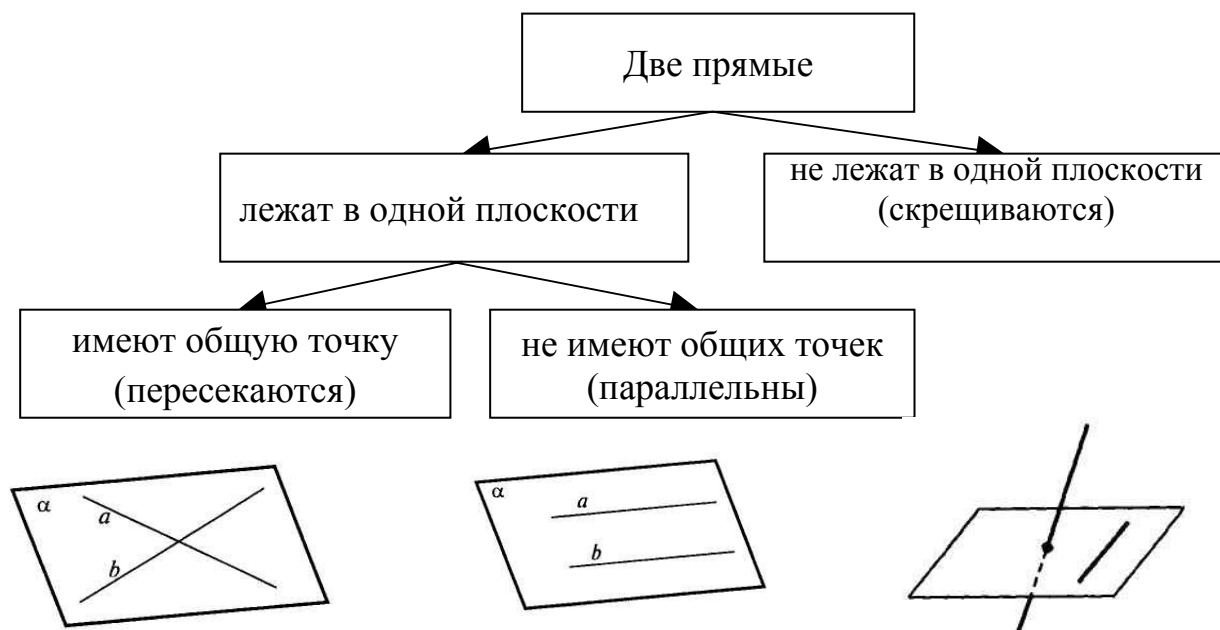 Две прямые
лежат в одной плоскости
не лежат в одной плоскости
(скрещиваются)
имеют общую точку
(пересекаются)
не имеют общих точек
(параллельны)
α
a
b
α
a
b